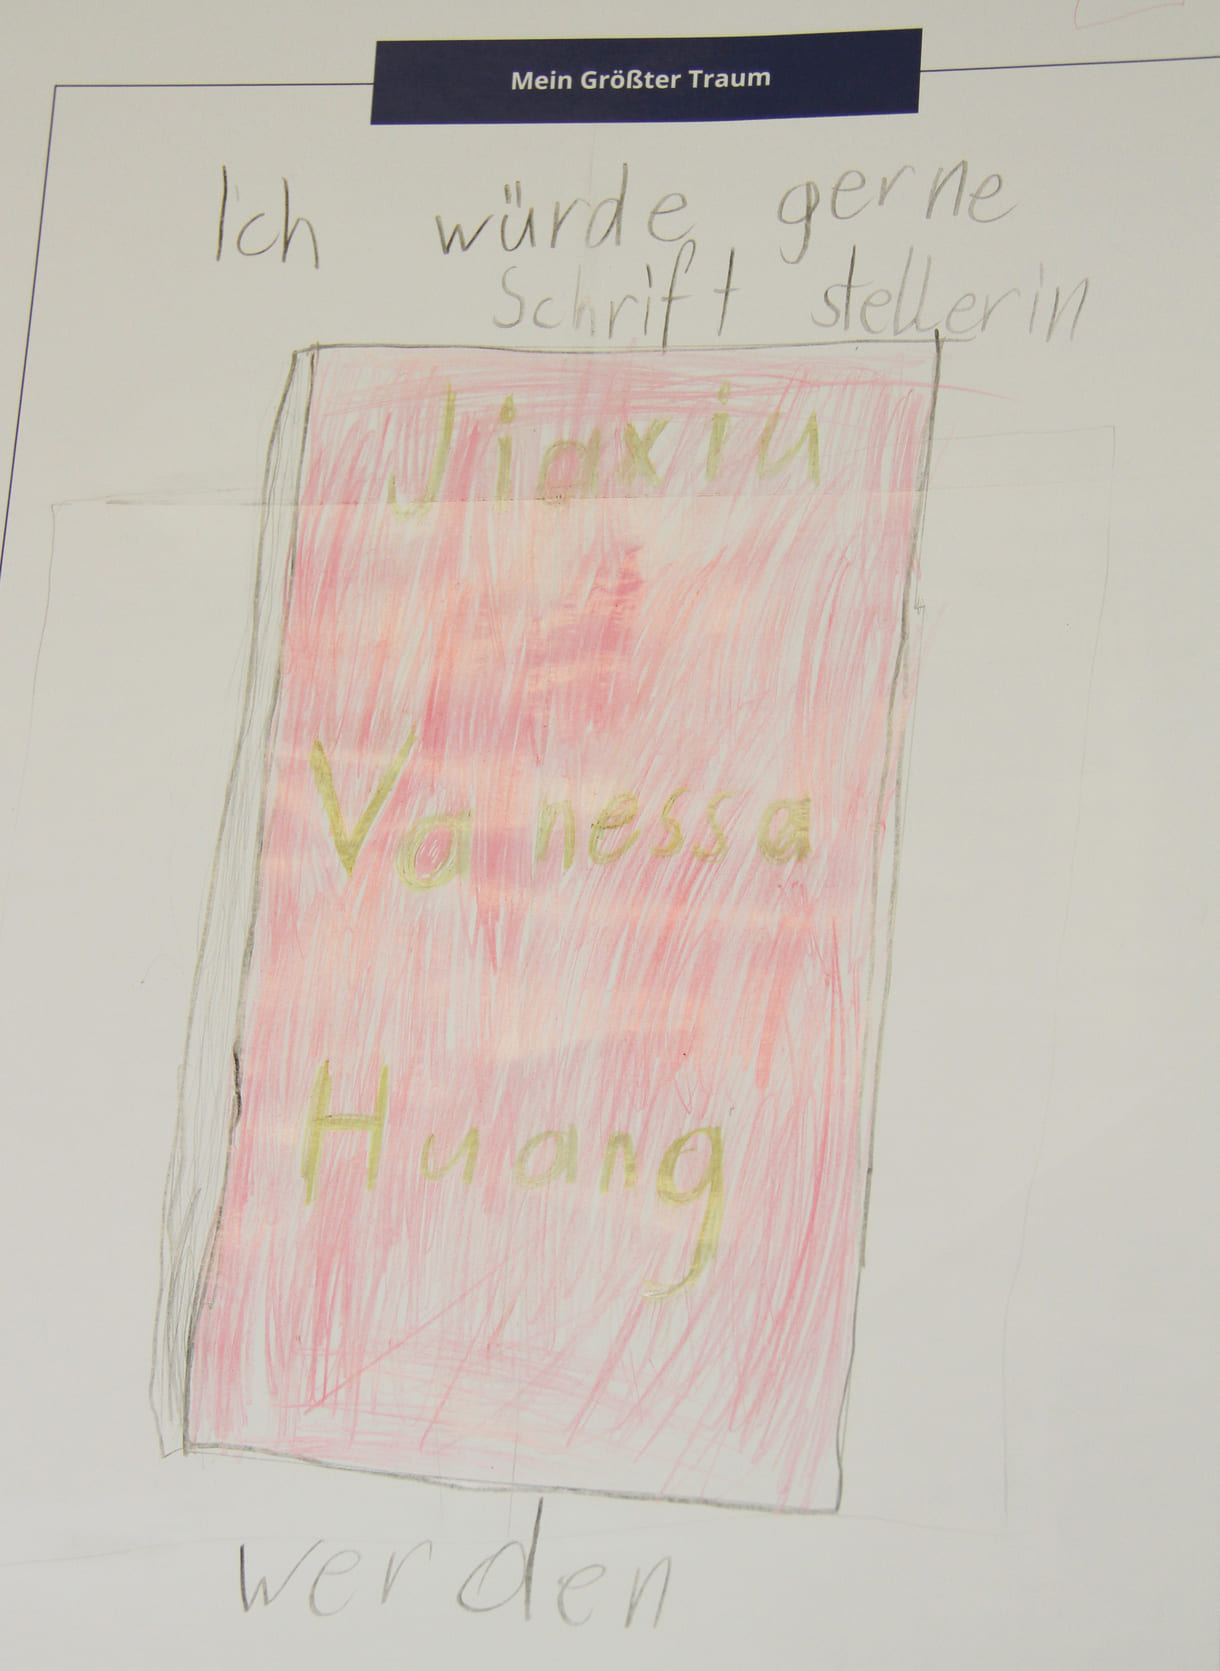 Mein Größter Traum
Ich würde gerne
Schrift stellerin
Jiaxiu
Vanessa
Huang
werden